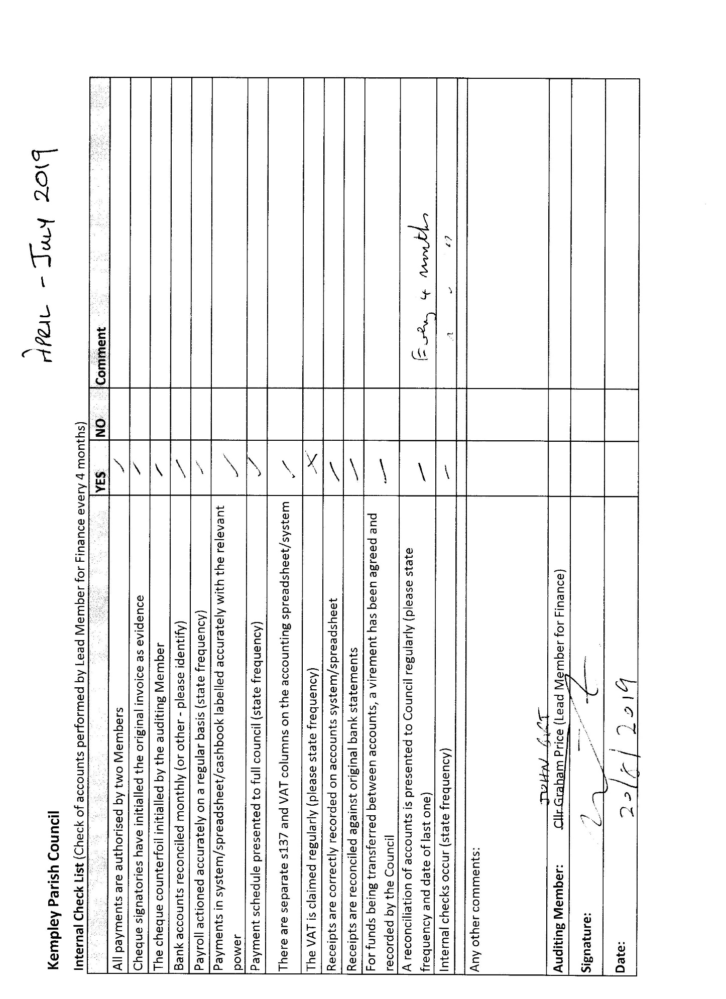 APRIL - JULY 2019
Kempley Parish Council
Internal Check List (Check of accounts performed by Lead Member for Finance every 4 months)
YES NO Comment
All payments are authorised by two Members /
Cheque signatories have initialled the original invoice as evidence /
The cheque counterfoil initialled by the auditing Member /
Bank accounts reconciled monthly (or other - please identify) /
Payroll actioned accurately on a regular basis (state frequency) /
Payments in system/spreadsheet/cashbook labelled accurately with the relevant /
power
Payment schedule presented to full council (state frequency) /
There are separate s137 and VAT columns on the accounting spreadsheet/system /
The VAT is claimed regularly (please state frequency) X
Receipts are correctly recorded on accounts system/spreadsheet /
Receipts are reconciled against original bank statements /
For funds being transferred between accounts, a virement has been agreed and /
recorded by the Council
A reconciliation of accounts is presented to Council regularly (please state / Every 4 months
frequency and date of last one)
Internal checks occur (state frequency) / " " "
Any other comments:
JOHN
Auditing Member: Cllr Graham Price (Lead Member for Finance)
Signature:
Date: 20/8/2019